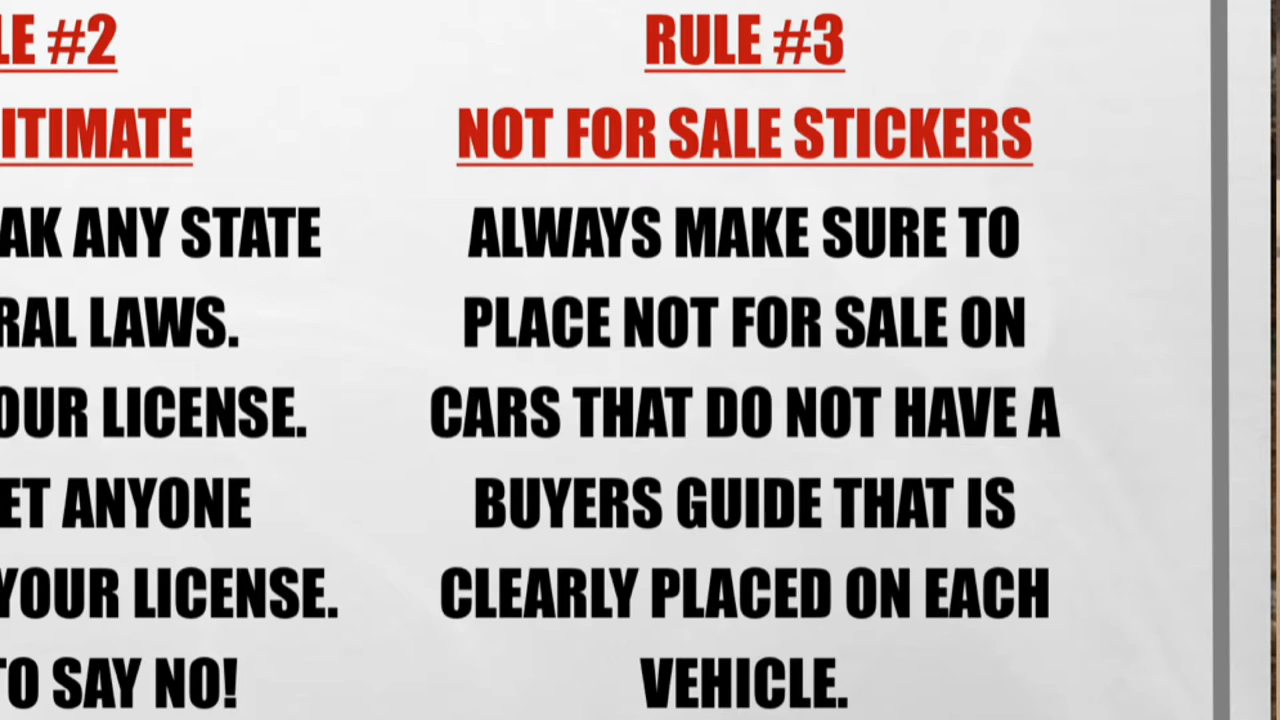 LE #2
ITIMATE
AK ANY STATE
RAL LAWS.
OUR LICENSE.
ET ANYONE
YOUR LICENSE.
TO SAY NO!
RULE #3
NOT FOR SALE STICKERS
ALWAYS MAKE SURE TO
PLACE NOT FOR SALE ON
CARS THAT DO NOT HAVE A
BUYERS GUIDE THAT IS
CLEARLY PLACED ON EACH
VEHICLE.